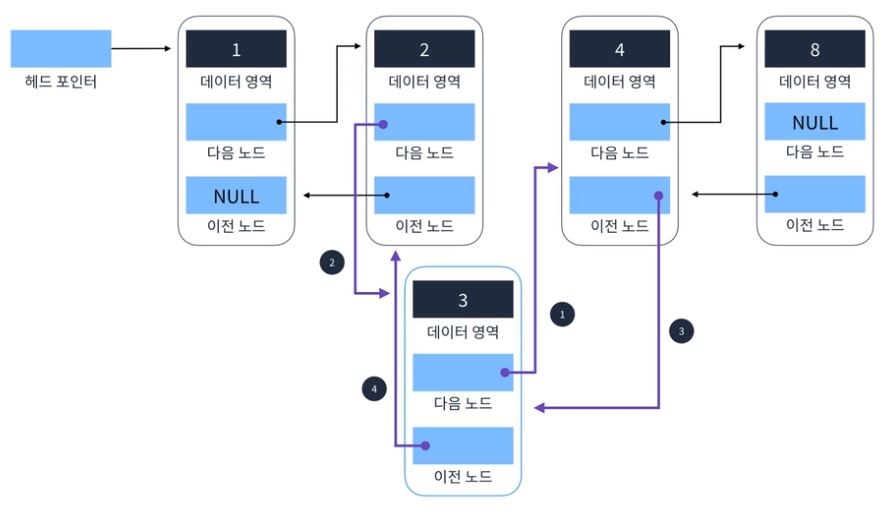 헤드 포인터
1
데이터 영역
다음 노드
NULL
이전 노드
2
데이터 영역
다음 노드
이전 노드
4
데이터 영역
다음 노드
이전 노드
8
데이터 영역
NULL
다음 노드
이전 노드
3
데이터 영역
다음 노드
이전 노드
2
4
1
3